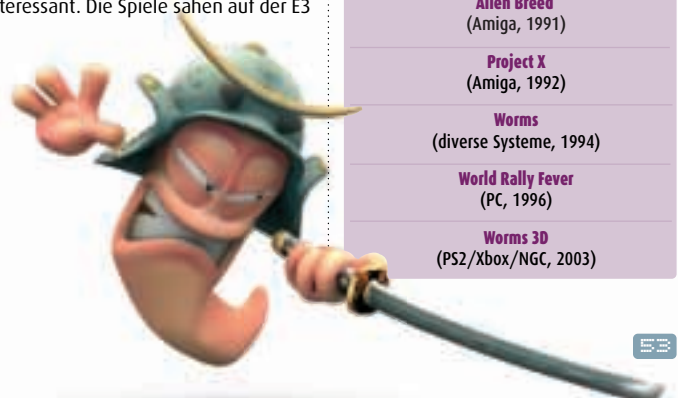 teressant. Die Spiele sahen auf der E3
Alien Breed
(Amiga, 1991)
Project X
(Amiga, 1992)
Worms
(diverse Systeme, 1994)
World Rally Fever
(PC, 1996)
Worms 3D
(PS2/Xbox/NGC, 2003)
53